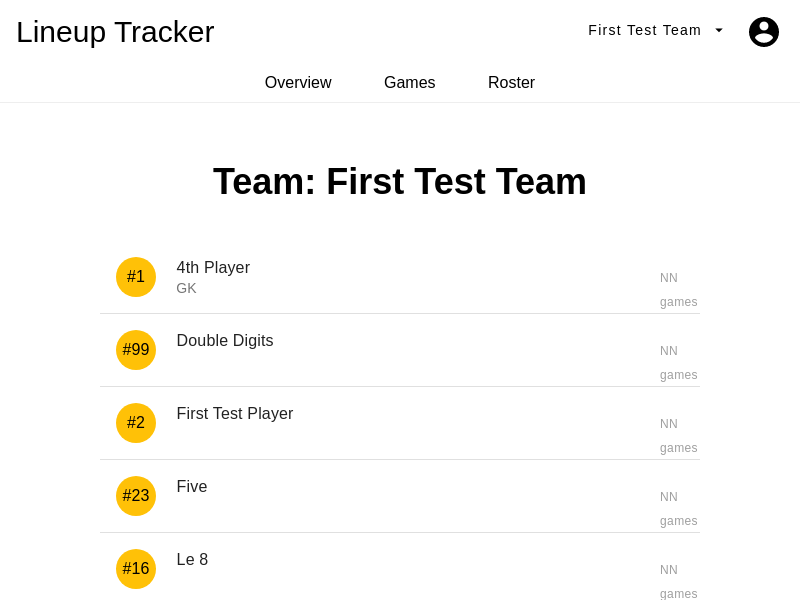 Lineup Tracker
First Test Team
Overview Games Roster
Team: First Test Team
#1 4th Player
GK
NN
games
#99 Double Digits
NN
games
#2 First Test Player
NN
games
#23 Five
NN
games
#16 Le 8
NN
games